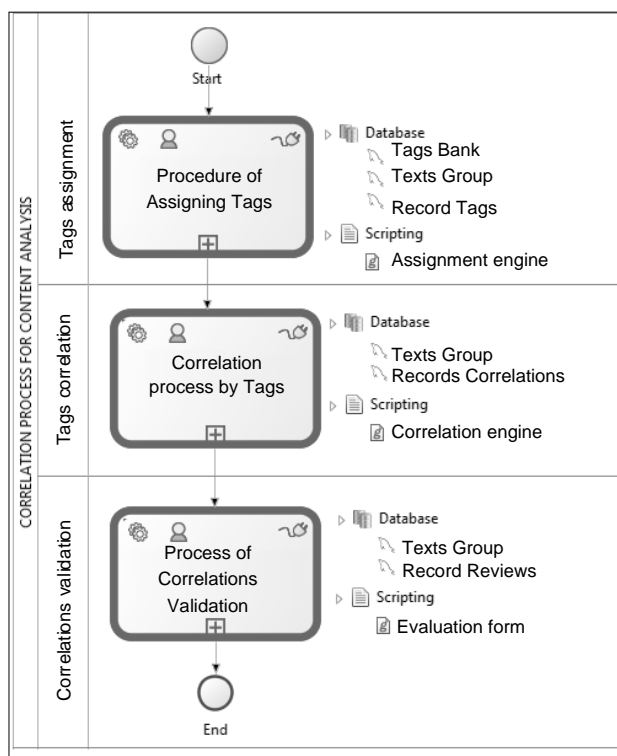 CORRELATION PROCESS FOR CONTENT ANALYSIS
Tags assignment
Start
Procedure of
Assigning Tags
Database
Tags Bank
Texts Group
Record Tags
Scripting
Assignment engine
Tags correlation
Correlation
process by Tags
Database
Texts Group
Records Correlations
Scripting
Correlation engine
Correlations validation
Process of
Correlations
Validation
Database
Texts Group
Record Reviews
Scripting
Evaluation form
End